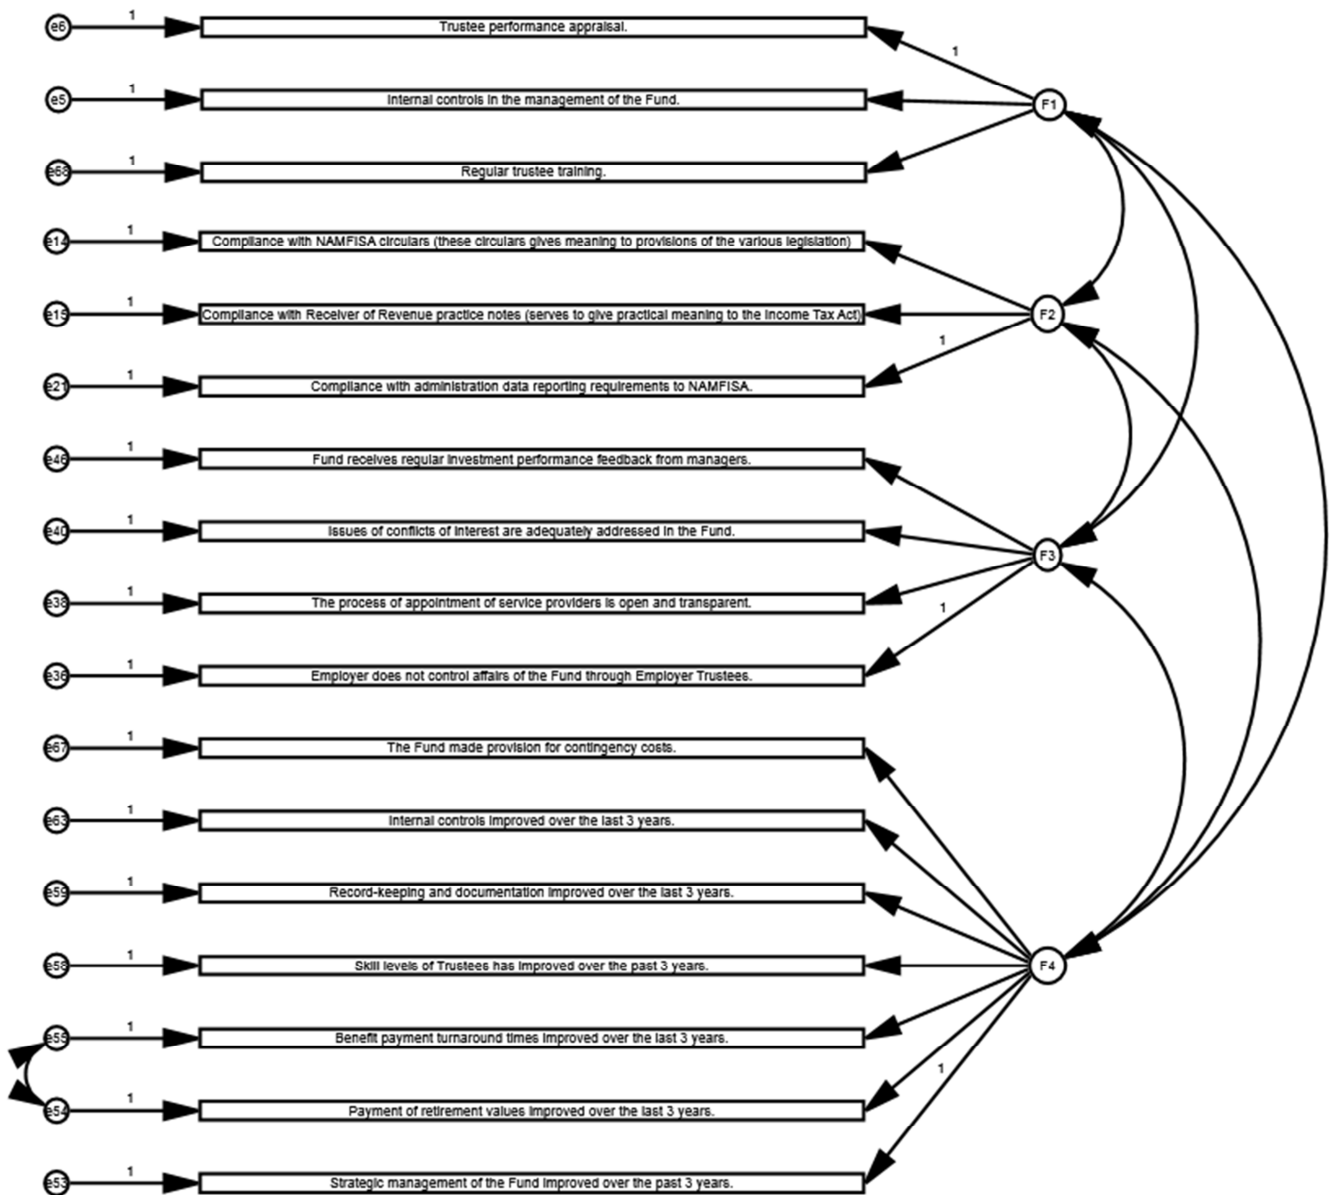 e6 1 Trustee performance appraisal.
1
e5 1 Internal controls in the management of the Fund.
F1
e68 1 Regular trustee training.
e14 1 Compliance with NAMFISA circulars (these circulars gives meaning to provisions of the various legislation)
e15 1 Compliance with Receiver of Revenue practice notes (serves to give practical meaning to the Income Tax Act)
F2
1
e21 1 Compliance with administration data reporting requirements to NAMFISA.
e46 1 Fund receives regular investment performance feedback from managers.
e40 1 Issues of conflicts of interest are adequately addressed in the Fund.
F3
e38 1 The process of appointment of service providers is open and transparent.
1
e36 1 Employer does not control affairs of the Fund through Employer Trustees.
e67 1 The Fund made provision for contingency costs.
e63 1 Internal controls improved over the last 3 years.
e59 1 Record-keeping and documentation improved over the last 3 years.
e58 1 Skill levels of Trustees has improved over the past 3 years.
F4
e55 1 Benefit payment turnaround times improved over the last 3 years.
1
e54 1 Payment of retirement values improved over the last 3 years.
e53 1 Strategic management of the Fund improved over the past 3 years.